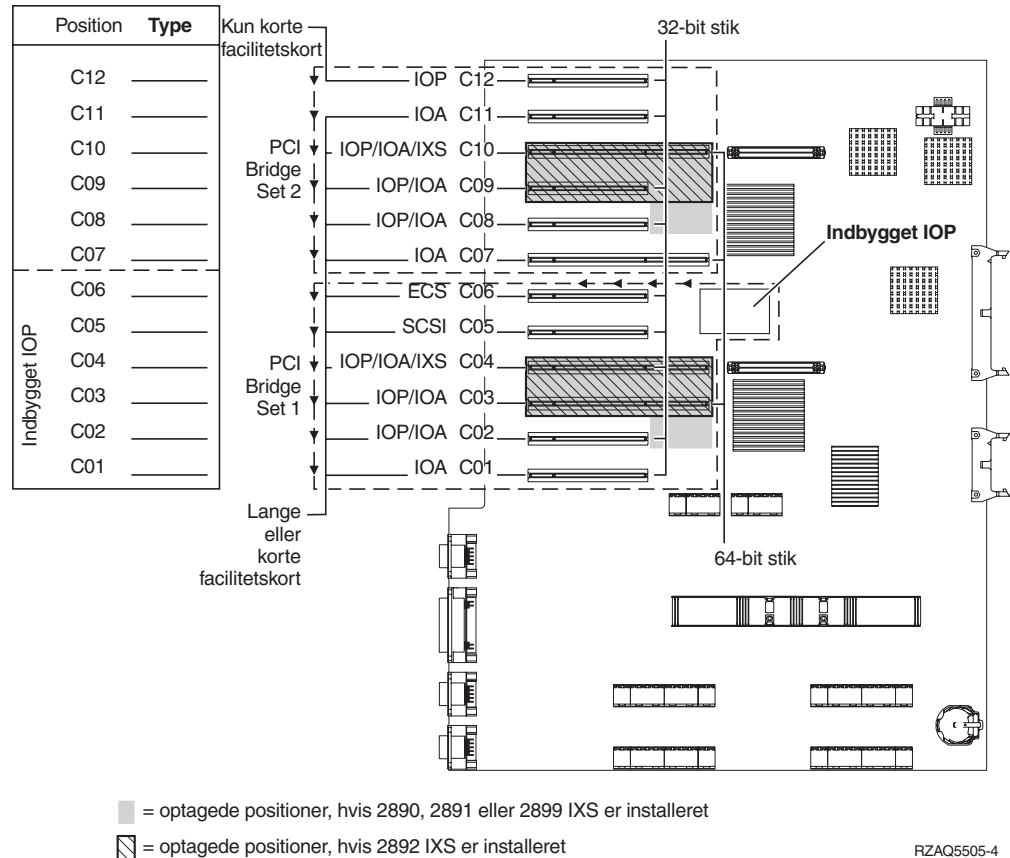 Position Type
C12
C11
C10
C09
C08
C07
C06
C05
C04
C03
C02
C01
Indbygget IOP
Kun korte
facilitetskort
32-bit stik
IOP C12
IOA C11
IOP/IOA/IXS C10
IOP/IOA C09
IOP/IOA C08
IOA C07
PCI
Bridge
Set 2
ECS C06
SCSI C05
IOP/IOA/IXS C04
IOP/IOA C03
IOP/IOA C02
IOA C01
PCI
Bridge
Set 1
Indbygget IOP
Lange
eller
korte
facilitetskort
64-bit stik
= optagede positioner, hvis 2890, 2891 eller 2899 IXS er installeret
= optagede positioner, hvis 2892 IXS er installeret
RZAQ5505-4